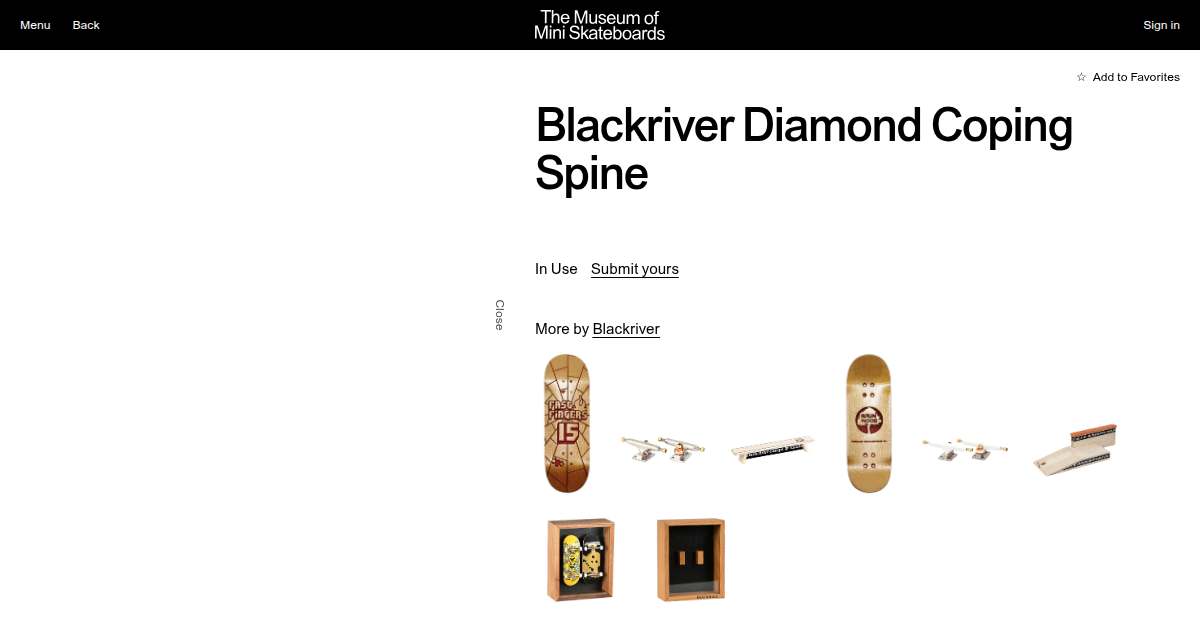 Menu
Back
The Museum of
Mini Skateboards
Sign in
☆ Add to Favorites
Blackriver Diamond Coping
Spine
In Use
Submit yours
Close
More by Blackriver
FAST
FINGERS
15